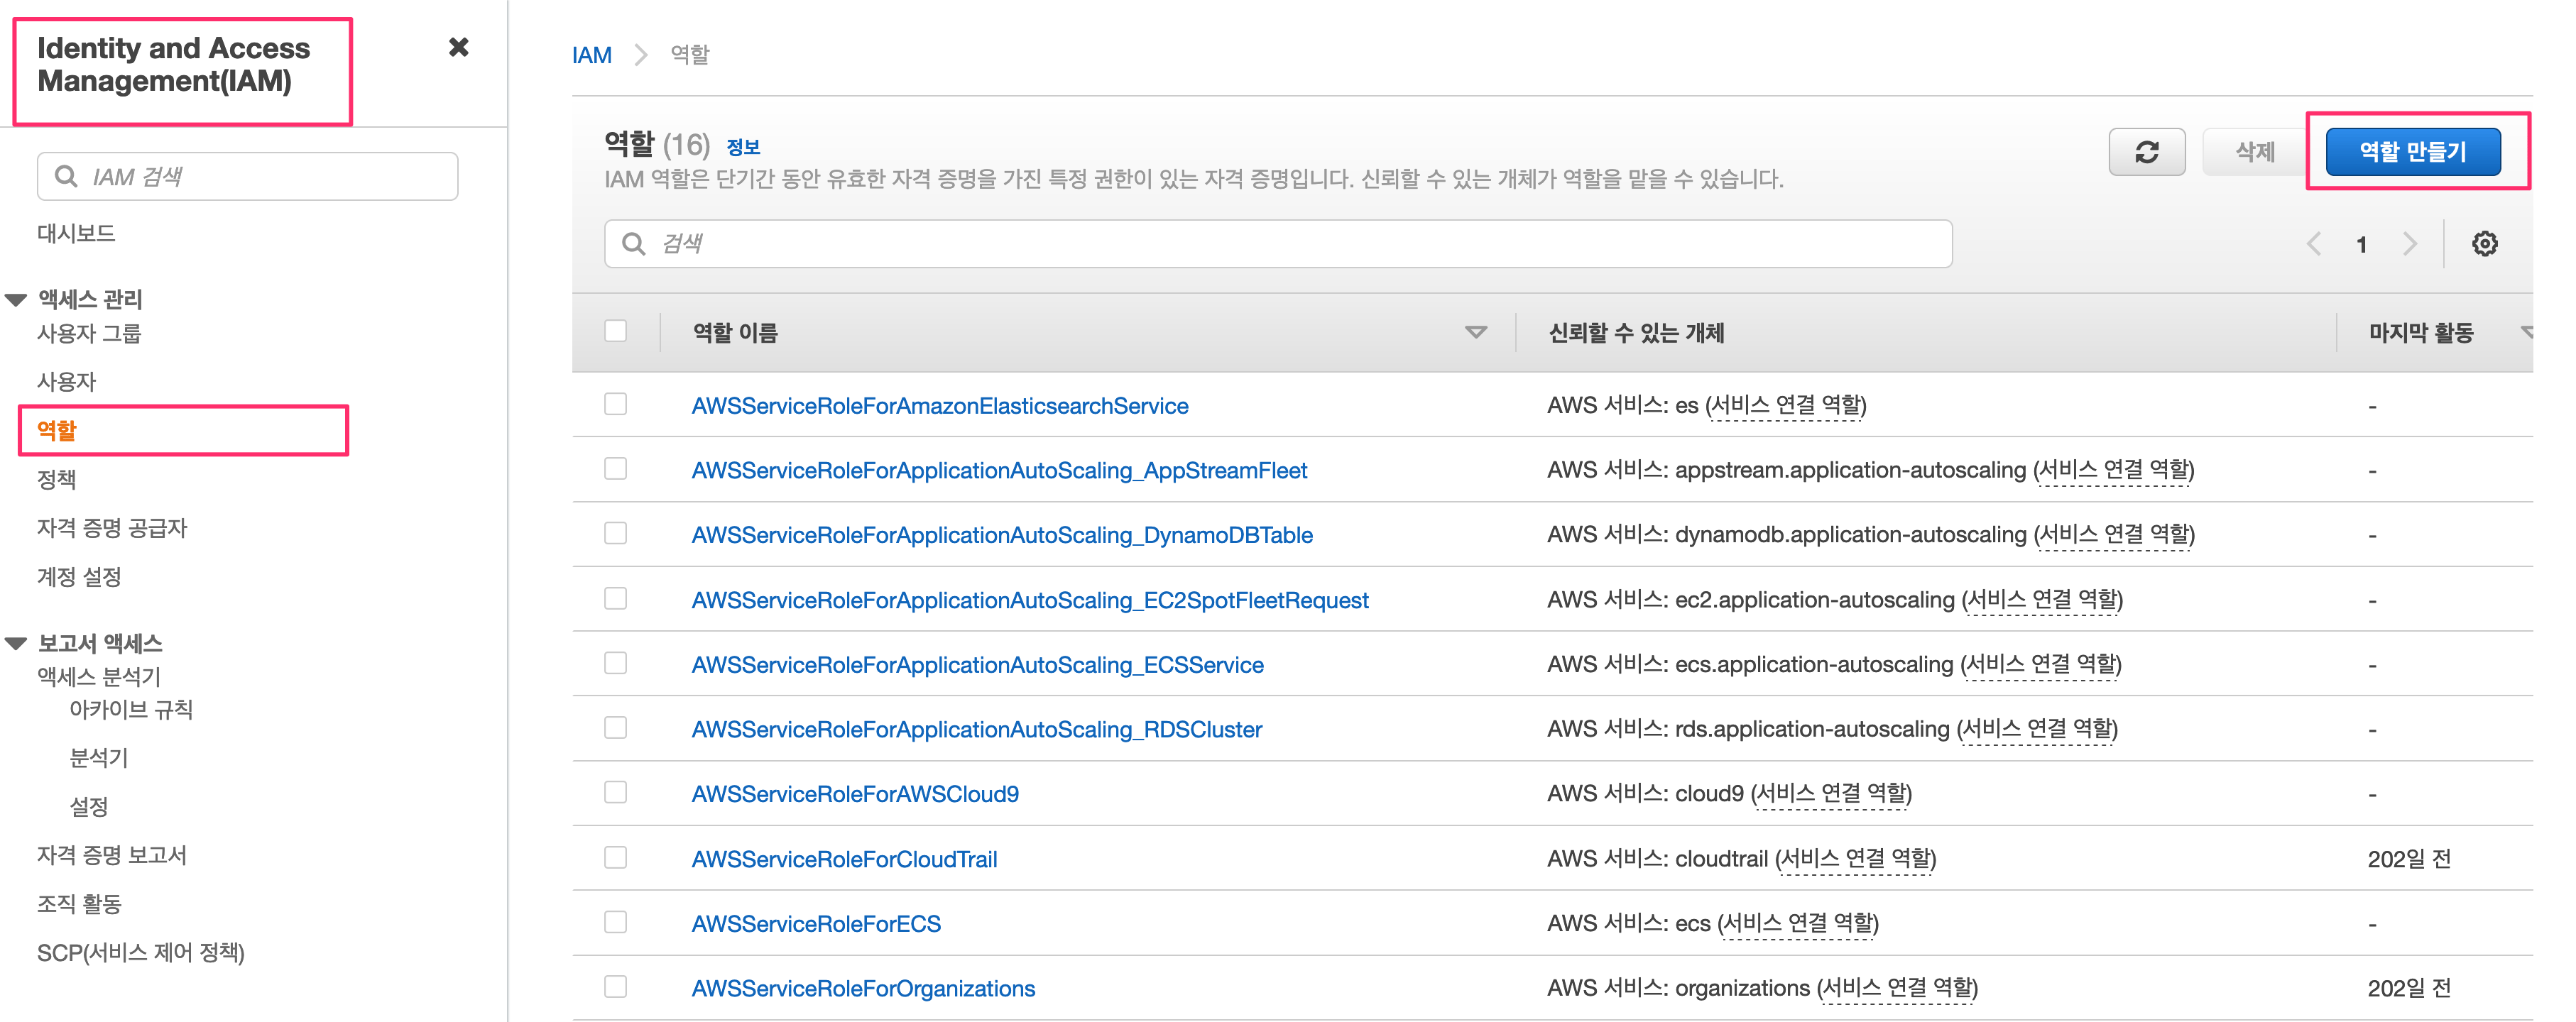 Identity and Access
Management(IAM)
IAM 검색
대시보드
액세스 관리
사용자 그룹
사용자
역할
정책
자격 증명 공급자
계정 설정
보고서 액세스
액세스 분석기
아카이브 규칙
분석기
설정
자격 증명 보고서
조직 활동
SCP(서비스 제어 정책)
IAM 역할
역할 (16) 정보
IAM 역할은 단기간 동안 유효한 자격 증명을 가진 특정 권한이 있는 자격 증명입니다. 신뢰할 수 있는 개체가 역할을 맡을 수 있습니다.
삭제
역할 만들기
검색
1
역할 이름 신뢰할 수 있는 개체 마지막 활동
AWSServiceRoleForAmazonElasticsearchService AWS 서비스: es (서비스 연결 역할) -
AWSServiceRoleForApplicationAutoScaling_AppStreamFleet AWS 서비스: appstream.application-autoscaling (서비스 연결 역할) -
AWSServiceRoleForApplicationAutoScaling_DynamoDBTable AWS 서비스: dynamodb.application-autoscaling (서비스 연결 역할) -
AWSServiceRoleForApplicationAutoScaling_EC2SpotFleetRequest AWS 서비스: ec2.application-autoscaling (서비스 연결 역할) -
AWSServiceRoleForApplicationAutoScaling_ECSService AWS 서비스: ecs.application-autoscaling (서비스 연결 역할) -
AWSServiceRoleForApplicationAutoScaling_RDSCluster AWS 서비스: rds.application-autoscaling (서비스 연결 역할) -
AWSServiceRoleForAWSCloud9 AWS 서비스: cloud9 (서비스 연결 역할) -
AWSServiceRoleForCloudTrail AWS 서비스: cloudtrail (서비스 연결 역할) 202일 전
AWSServiceRoleForECS AWS 서비스: ecs (서비스 연결 역할) -
AWSServiceRoleForOrganizations AWS 서비스: organizations (서비스 연결 역할) 202일 전